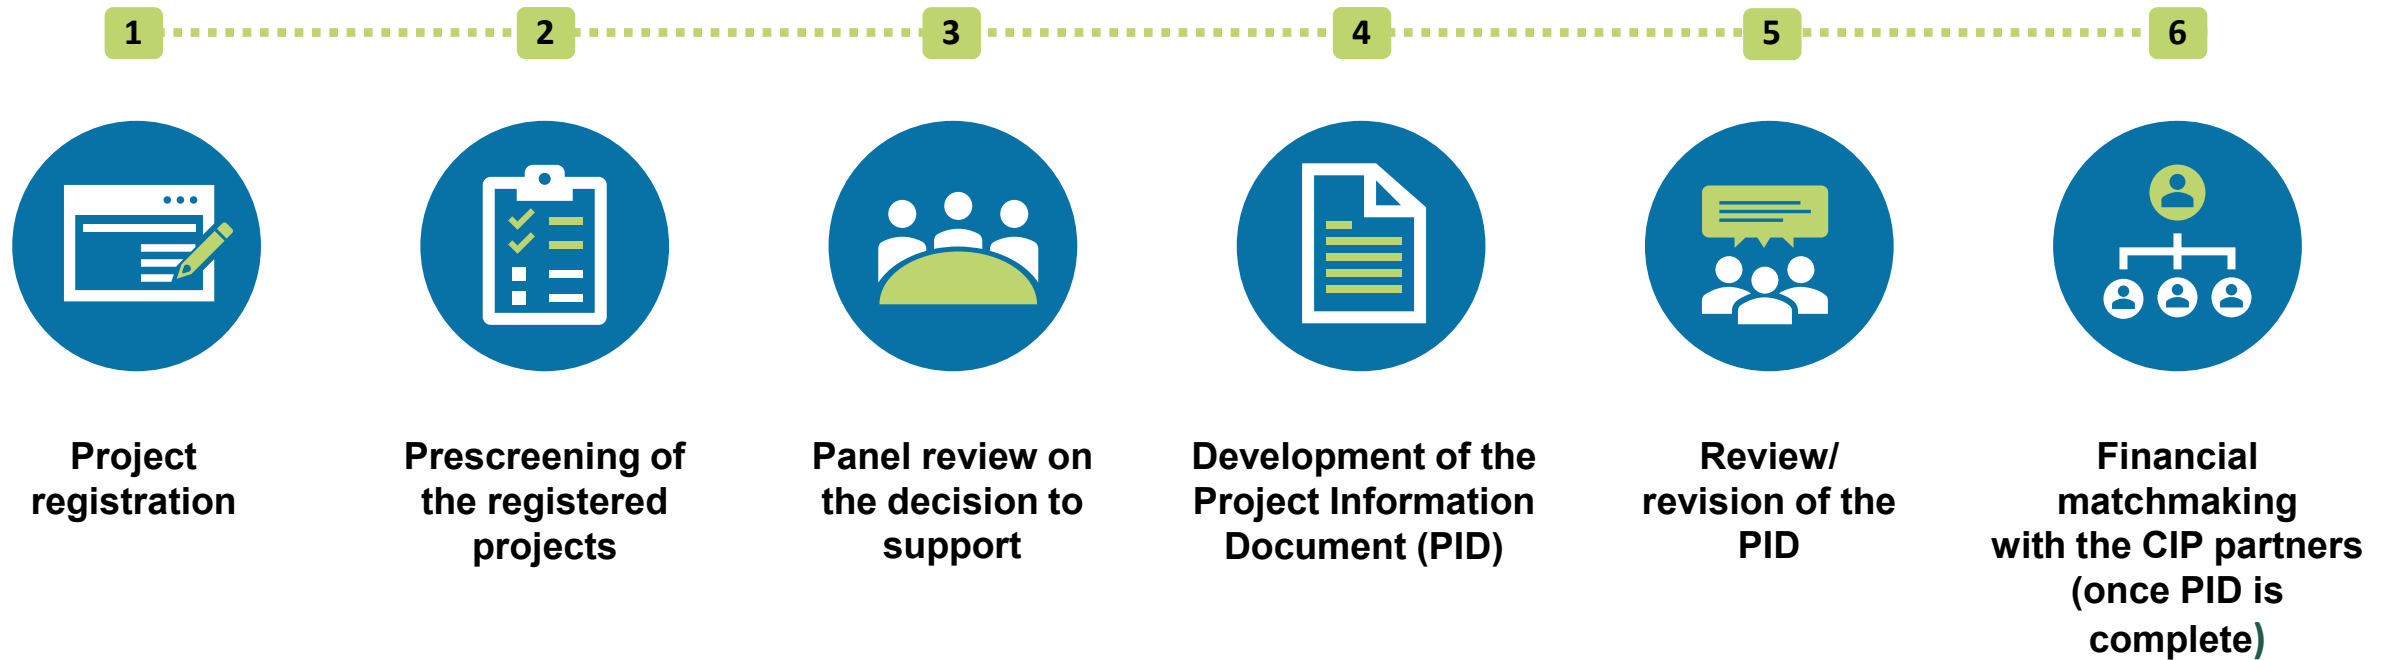 1
2
3
4
5
6
Project
registration
Prescreening of
the registered
projects
Panel review on
the decision to
support
Development of the
Project Information
Document (PID)
Review/
revision of the
PID
Financial
matchmaking
with the CIP partners
(once PID is
complete)